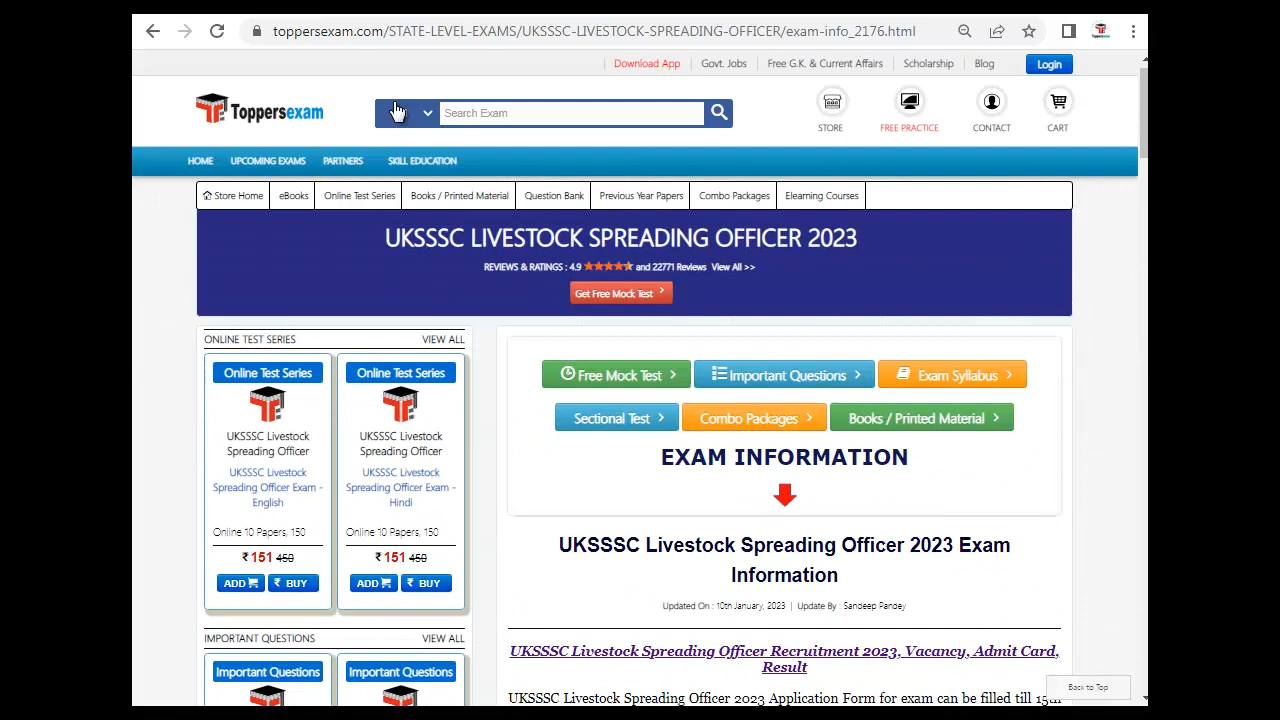 toppersexam.com/STATE-LEVEL-EXAMS/UKSSSC-LIVESTOCK-SPREADING-OFFICER/exam-info_2176.html
Download App Govt. Jobs Free G.K. & Current Affairs Scholarship Blog Login
Toppersexam
Search Exam
STORE FREE PRACTICE CONTACT CART
HOME UPCOMING EXAMS PARTNERS SKILL EDUCATION
Store Home eBooks Online Test Series Books / Printed Material Question Bank Previous Year Papers Combo Packages Elearning Courses
UKSSSC LIVESTOCK SPREADING OFFICER 2023
REVIEWS & RATINGS : 4.9 and 22771 Reviews View All >>
Get Free Mock Test >
ONLINE TEST SERIES VIEW ALL
Online Test Series
UKSSSC Livestock
Spreading Officer
UKSSSC Livestock
Spreading Officer Exam -
English
Online 10 Papers, 150
₹ 151 450
ADD ₹ BUY
Online Test Series
UKSSSC Livestock
Spreading Officer
UKSSSC Livestock
Spreading Officer Exam -
Hindi
Online 10 Papers, 150
₹ 151 450
ADD ₹ BUY
IMPORTANT QUESTIONS VIEW ALL
Important Questions Important Questions
Free Mock Test > Important Questions > Exam Syllabus >
Sectional Test > Combo Packages > Books / Printed Material >
EXAM INFORMATION
UKSSSC Livestock Spreading Officer 2023 Exam
Information
Updated On : 10th January, 2023 | Update By : Sandeep Pandey
UKSSSC Livestock Spreading Officer Recruitment 2023, Vacancy, Admit Card,
Result
UKSSSC Livestock Spreading Officer 2023 Application Form for exam can be filled till 15th
Back to Top